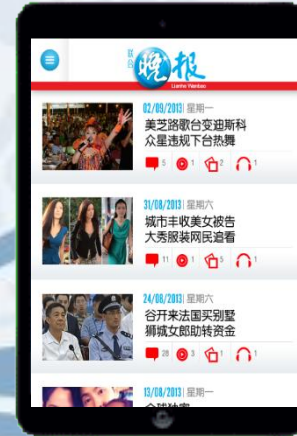 联合
晚报
Lianhe Wanbao
02/09/2013| 星期一
美芝路歌台变迪斯科
众星违规下台热舞
5 1 2 1
31/08/2013| 星期六
城市丰收美女被告
大秀服装网民追看
11 1 5 1
24/08/2013| 星期六
谷开来法国买别墅
狮城女郎助转资金
28 3 1 1
13/08/2013| 星期一